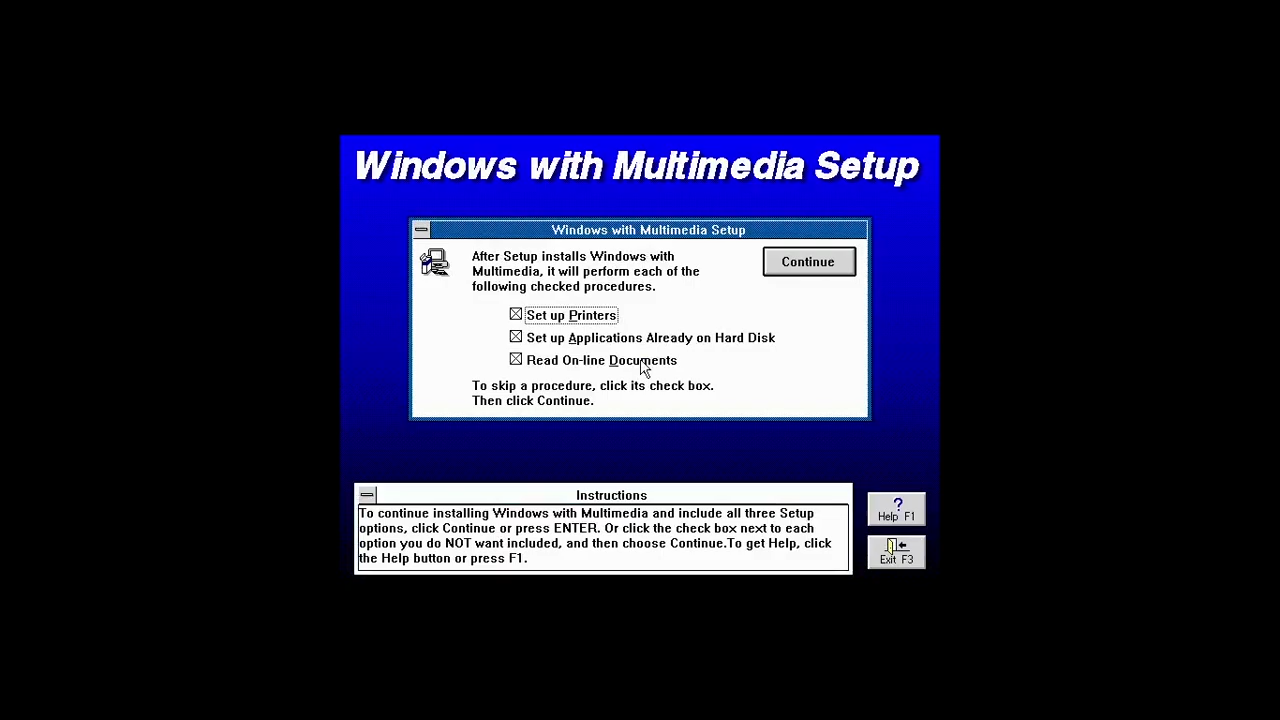 Windows with Multimedia Setup
Windows with Multimedia Setup
After Setup installs Windows with
Multimedia, it will perform each of the
following checked procedures.
Continue
Set up Printers
Set up Applications Already on Hard Disk
Read On-line Documents
To skip a procedure, click its check box.
Then click Continue.
Instructions
To continue installing Windows with Multimedia and include all three Setup
options, click Continue or press ENTER. Or click the check box next to each
option you do NOT want included, and then choose Continue.To get Help, click
the Help button or press F1.
?
Help F1
Exit F3